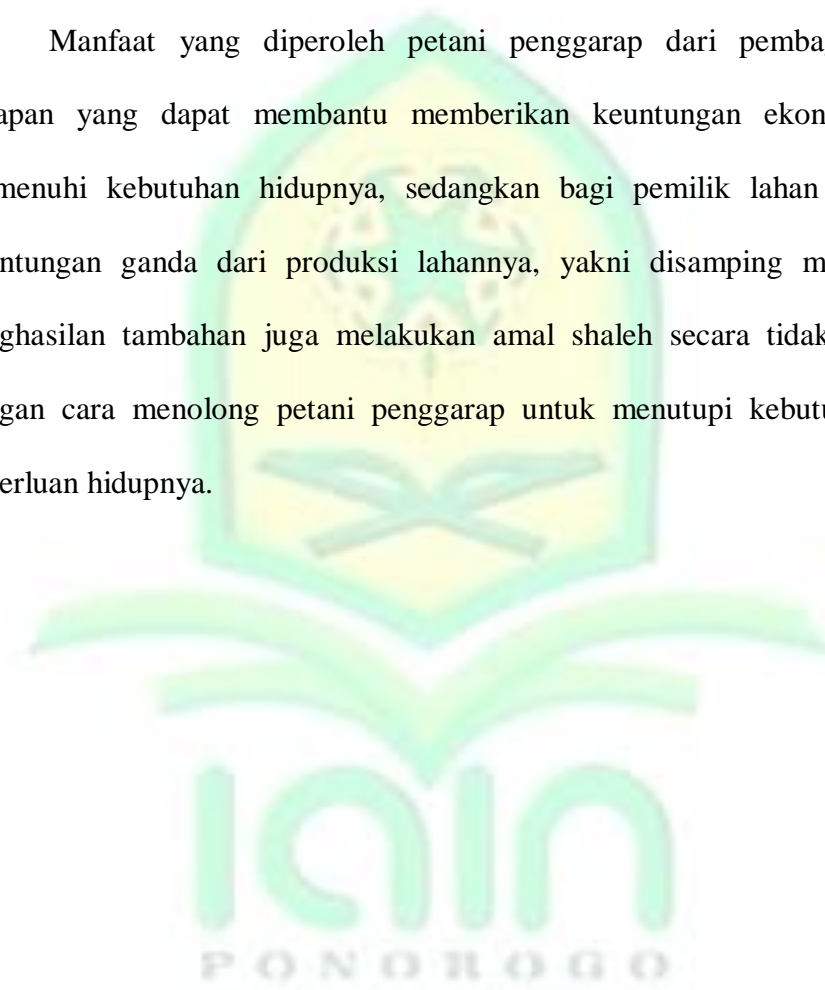 Manfaat yang diperoleh petani penggarap dari pemba
apan yang dapat membantu memberikan keuntungan ekon
menuhi kebutuhan hidupnya, sedangkan bagi pemilik lahan
ntungan ganda dari produksi lahannya, yakni disamping m
ghasilan tambahan juga melakukan amal shaleh secara tidak
gan cara menolong petani penggarap untuk menutupi kebutu
erluan hidupnya.
iain
PONOROGO